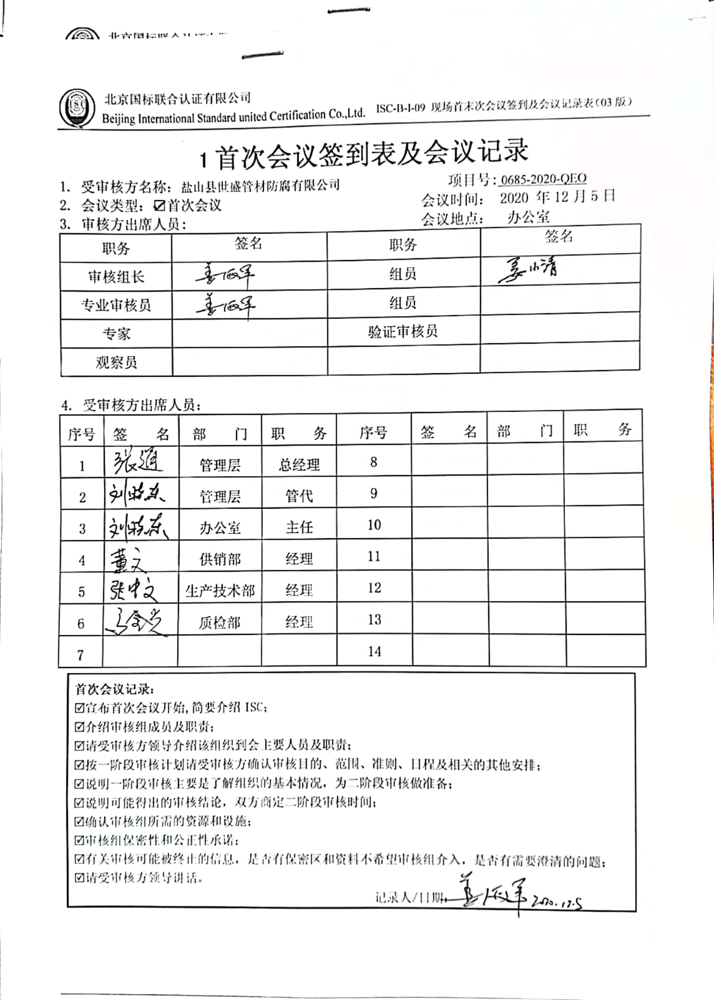 北京国标联合认证有限公司
Beijing International Standard united Certification Co.,Ltd.
ISC-B-I-09 现场首末次会议签到及会议记录表(03 版)
1 首次会议签到表及会议记录
1. 受审核方名称: 盐山县世盛管材防腐有限公司 项目号: 0685-2020-QEO
2. 会议类型: ☑首次会议 会议时间: 2020 年 12 月 5 日
3. 审核方出席人员: 会议地点: 办公室
职务 签名 职务 签名
审核组长 组员 姜小清
专业审核员 组员
专家 验证审核员
观察员
4. 受审核方出席人员:
序号 签 名 部 门 职 务 序号 签 名 部 门 职 务
1 张通 管理层 总经理 8
2 刘晓东 管理层 管代 9
3 刘晓东 办公室 主任 10
4 董文 供销部 经理 11
5 张中文 生产技术部 经理 12
6 质检部 经理 13
7 14
首次会议记录:
☑宣布首次会议开始,简要介绍 ISC;
☑介绍审核组成员及职责;
☑请受审核方领导介绍该组织到会主要人员及职责;
☑按一阶段审核计划请受审核方确认审核目的、范围、准则、日程及相关的其他安排;
☑说明一阶段审核主要是了解组织的基本情况，为二阶段审核做准备;
☑说明可能得出的审核结论，双方商定二阶段审核时间;
☑确认审核组所需的资源和设施;
☑审核组保密性和公正性承诺;
☑有关审核可能被终止的信息，是否有保密区和资料不希望审核组介入，是否有需要澄清的问题;
☑请受审核方领导讲话。
记录人/日期: 2020.12.5